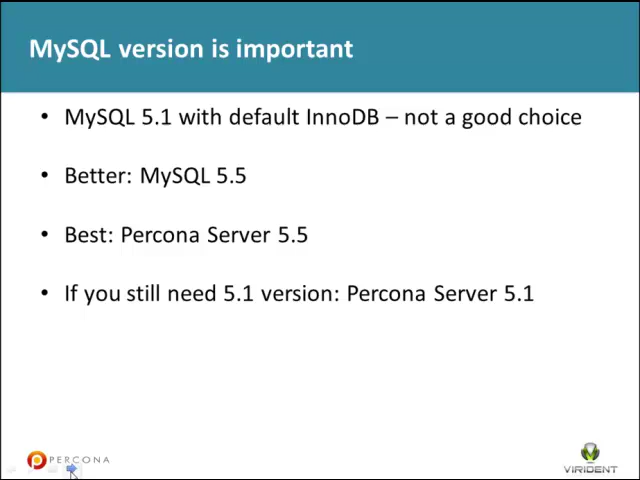 MySQL version is important
• MySQL 5.1 with default InnoDB – not a good choice
• Better: MySQL 5.5
• Best: Percona Server 5.5
• If you still need 5.1 version: Percona Server 5.1
PERCONA
VIRIDENT